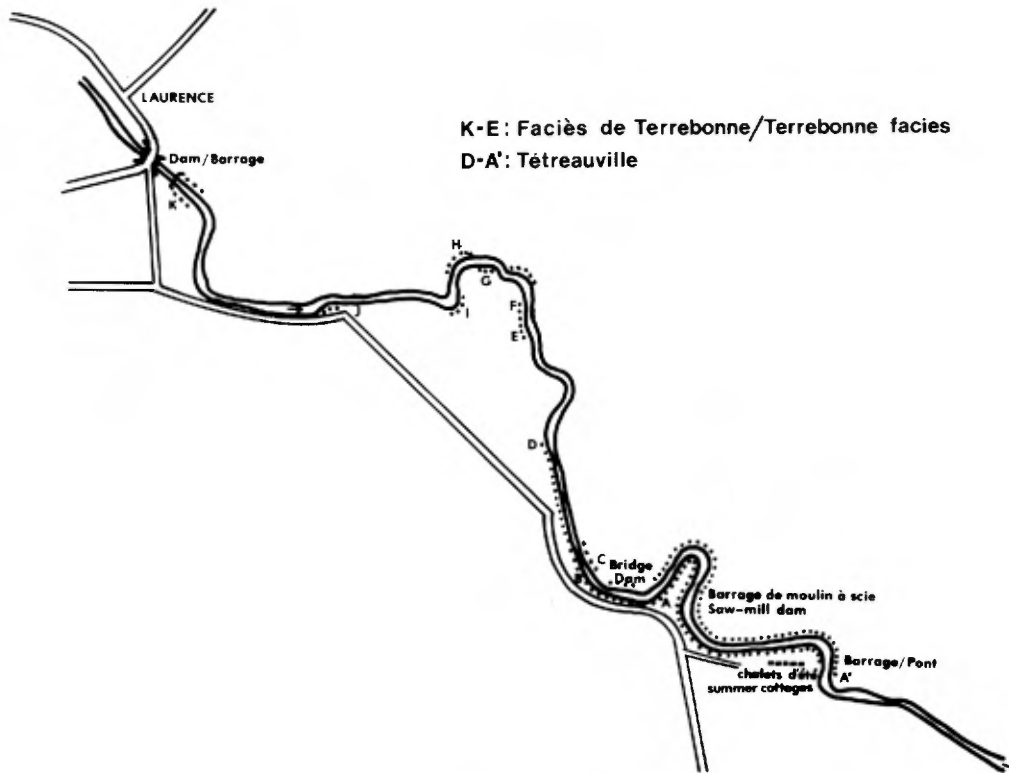 LAURENCE
K-E: Faciès de Terrebonne/Terrebonne facies
D-A': Tétreauville
Dam/Barrage
K
H
G
I
F
E
D
C
Bridge
Dam
B
A
Barrage de moulin à scie
Saw-mill dam
Barrage/Pont
chalets d'été
summer cottages
A'